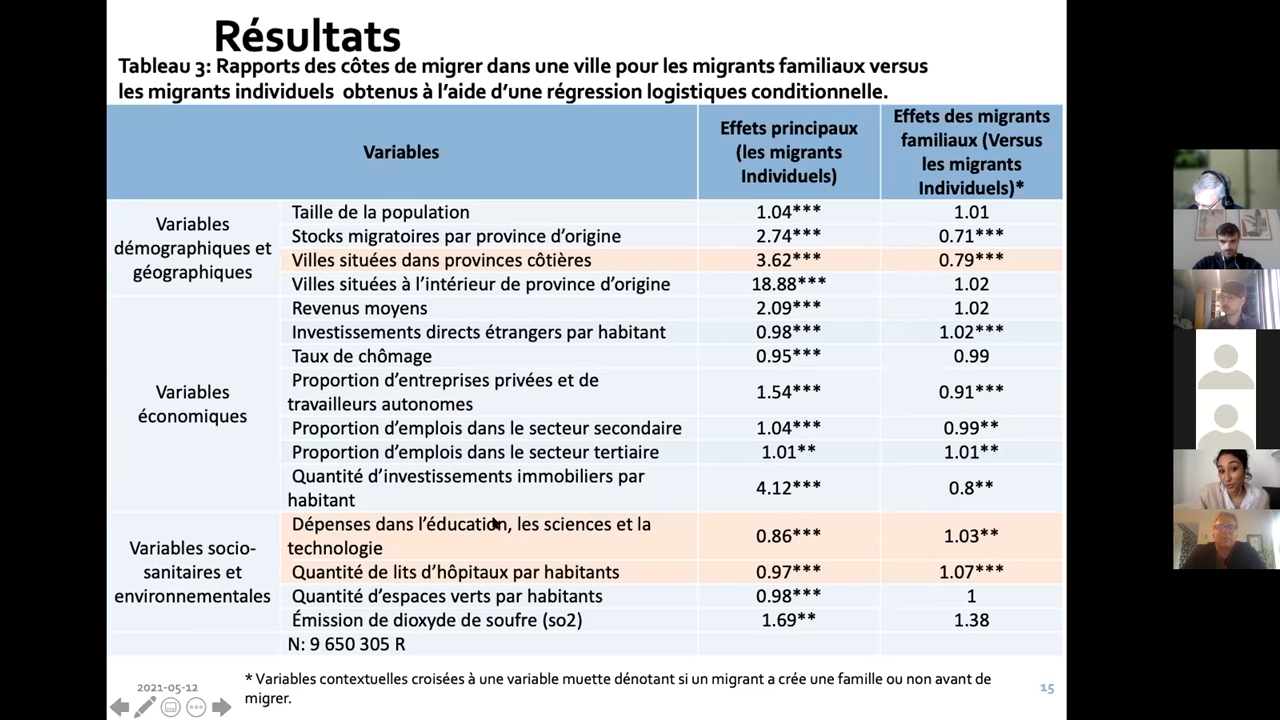 Résultats
Tableau 3: Rapports des côtes de migrer dans une ville pour les migrants familiaux versus
les migrants individuels obtenus à l'aide d'une régression logistiques conditionnelle.
Variables
Effets principaux
(les migrants
Individuels)
Effets des migrants
familiaux (Versus
les migrants
Individuels)*
Variables
démographiques et
géographiques
Taille de la population 1.04*** 1.01
Stocks migratoires par province d'origine 2.74*** 0.71***
Villes situées dans provinces côtières 3.62*** 0.79***
Villes situées à l'intérieur de province d'origine 18.88*** 1.02
Variables
économiques
Revenus moyens 2.09*** 1.02
Investissements directs étrangers par habitant 0.98*** 1.02***
Taux de chômage 0.95*** 0.99
Proportion d'entreprises privées et de
travailleurs autonomes 1.54*** 0.91***
Proportion d'emplois dans le secteur secondaire 1.04*** 0.99**
Proportion d'emplois dans le secteur tertiaire 1.01** 1.01**
Quantité d'investissements immobiliers par
habitant 4.12*** 0.8**
Variables socio-
sanitaires et
environnementales
Dépenses dans l'éducation, les sciences et la
technologie 0.86*** 1.03**
Quantité de lits d'hôpitaux par habitants 0.97*** 1.07***
Quantité d'espaces verts par habitants 0.98*** 1
Émission de dioxyde de soufre (so2) 1.69** 1.38
N: 9 650 305 R
* Variables contextuelles croisées à une variable muette dénotant si un migrant a crée une famille ou non avant de
migrer.
2021-05-12
15